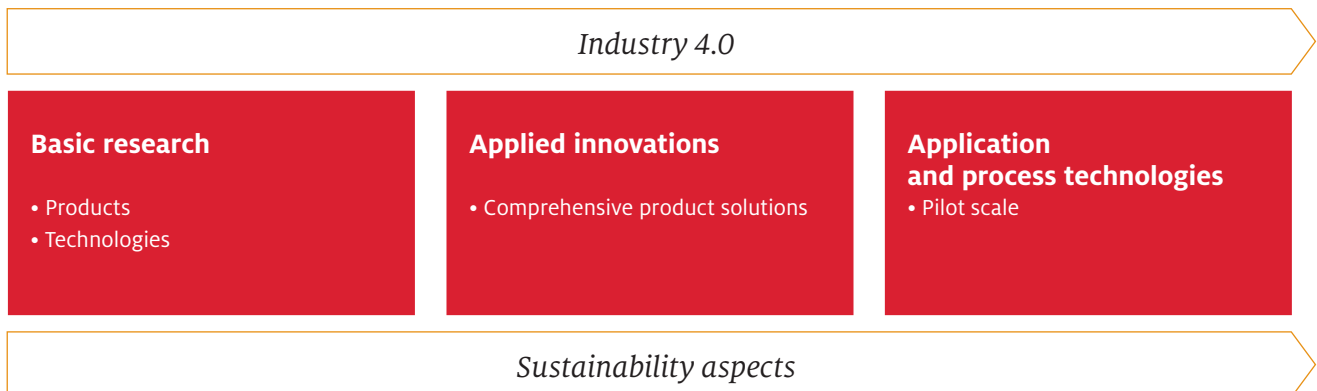 Industry 4.0
Basic research
• Products
• Technologies
Applied innovations
• Comprehensive product solutions
Application
and process technologies
• Pilot scale
Sustainability aspects